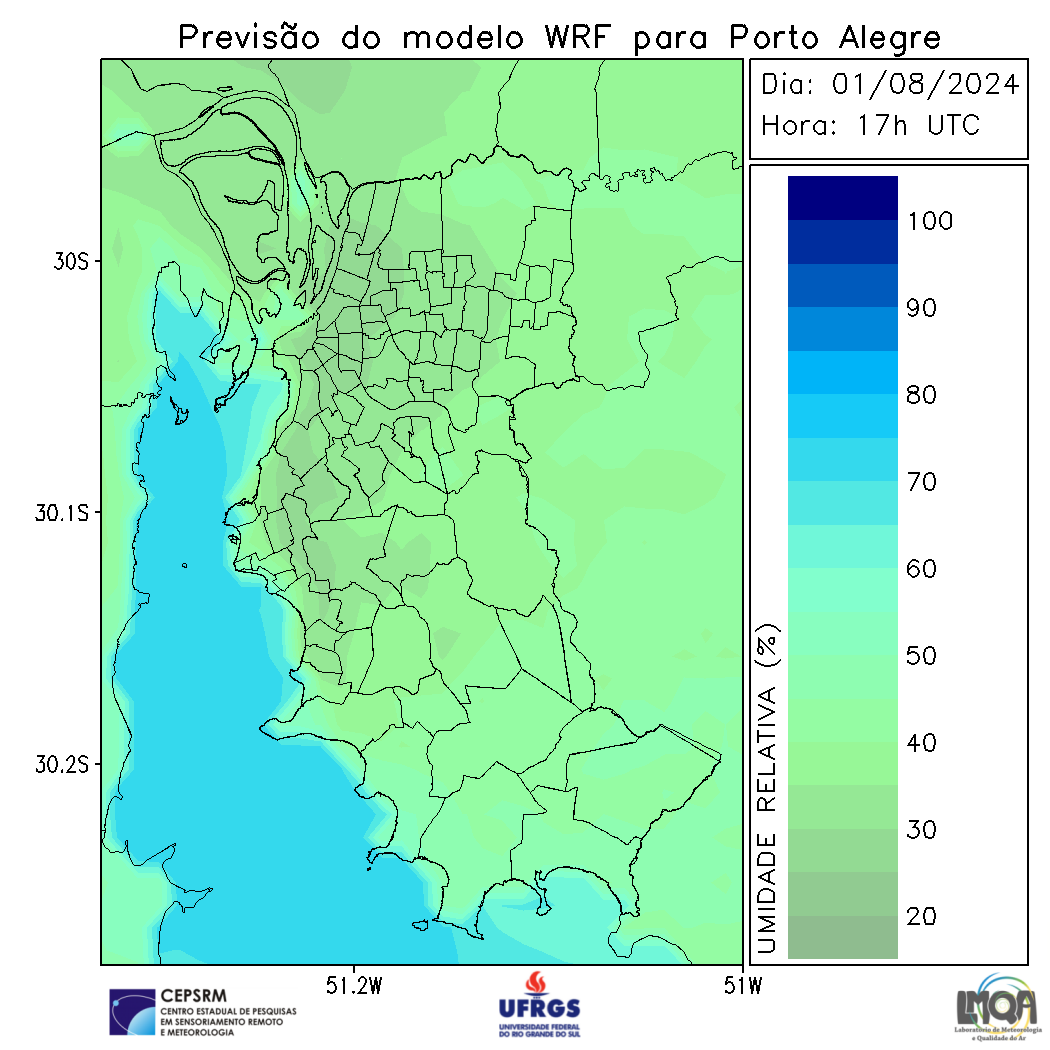 Previsão do modelo WRF para Porto Alegre
Dia: 01/08/2024
Hora: 17h UTC
30S
30.1S
30.2S
51.2W
51W
100
90
80
70
60
50
40
30
20
UMIDADE RELATIVA (%)
CEPSRM
CENTRO ESTADUAL DE PESQUISAS
EM SENSORIAMENTO REMOTO
E METEOROLOGIA
UFRGS
UNIVERSIDADE FEDERAL
DO RIO GRANDE DO SUL
LMQA
Laboratório de Meteorologia
e Qualidade do Ar